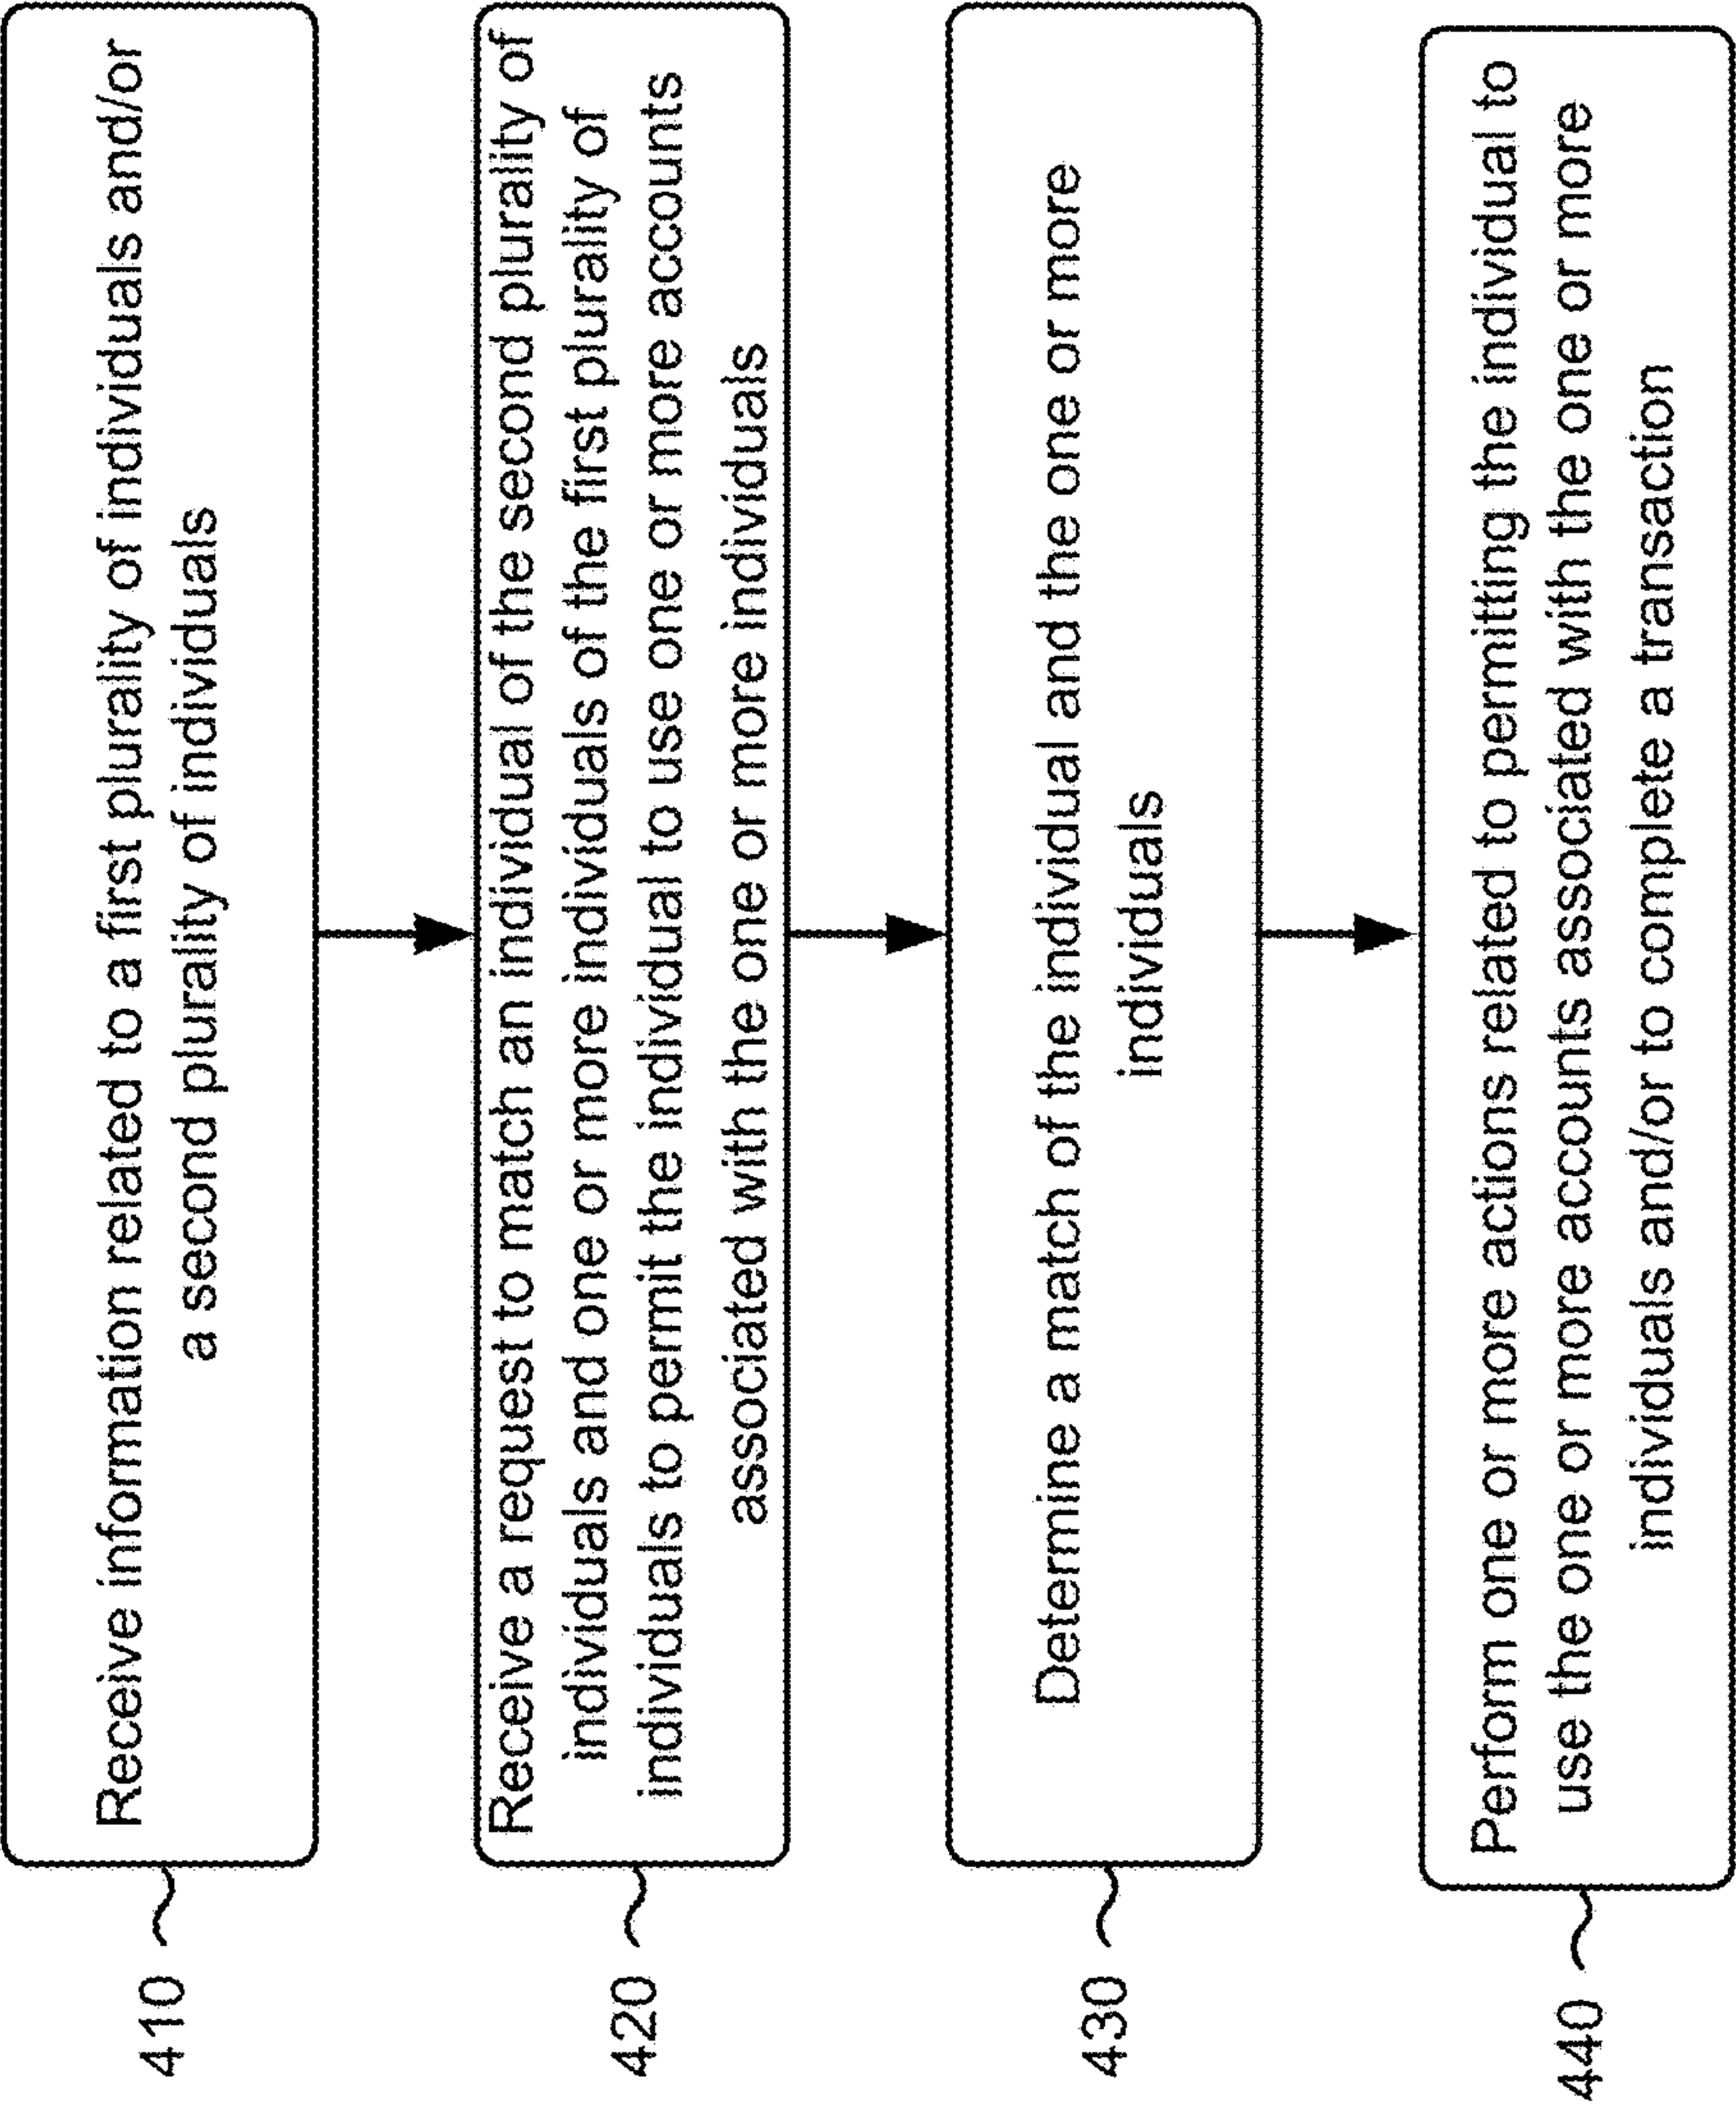 410
Receive information related to a first plurality of individuals and/or
a second plurality of individuals
420
Receive a request to match an individual of the second plurality of
individuals and one or more individuals of the first plurality of
individuals to permit the individual to use one or more accounts
associated with the one or more individuals
430
Determine a match of the individual and the one or more
individuals
440
Perform one or more actions related to permitting the individual to
use the one or more accounts associated with the one or more
individuals and/or to complete a transaction